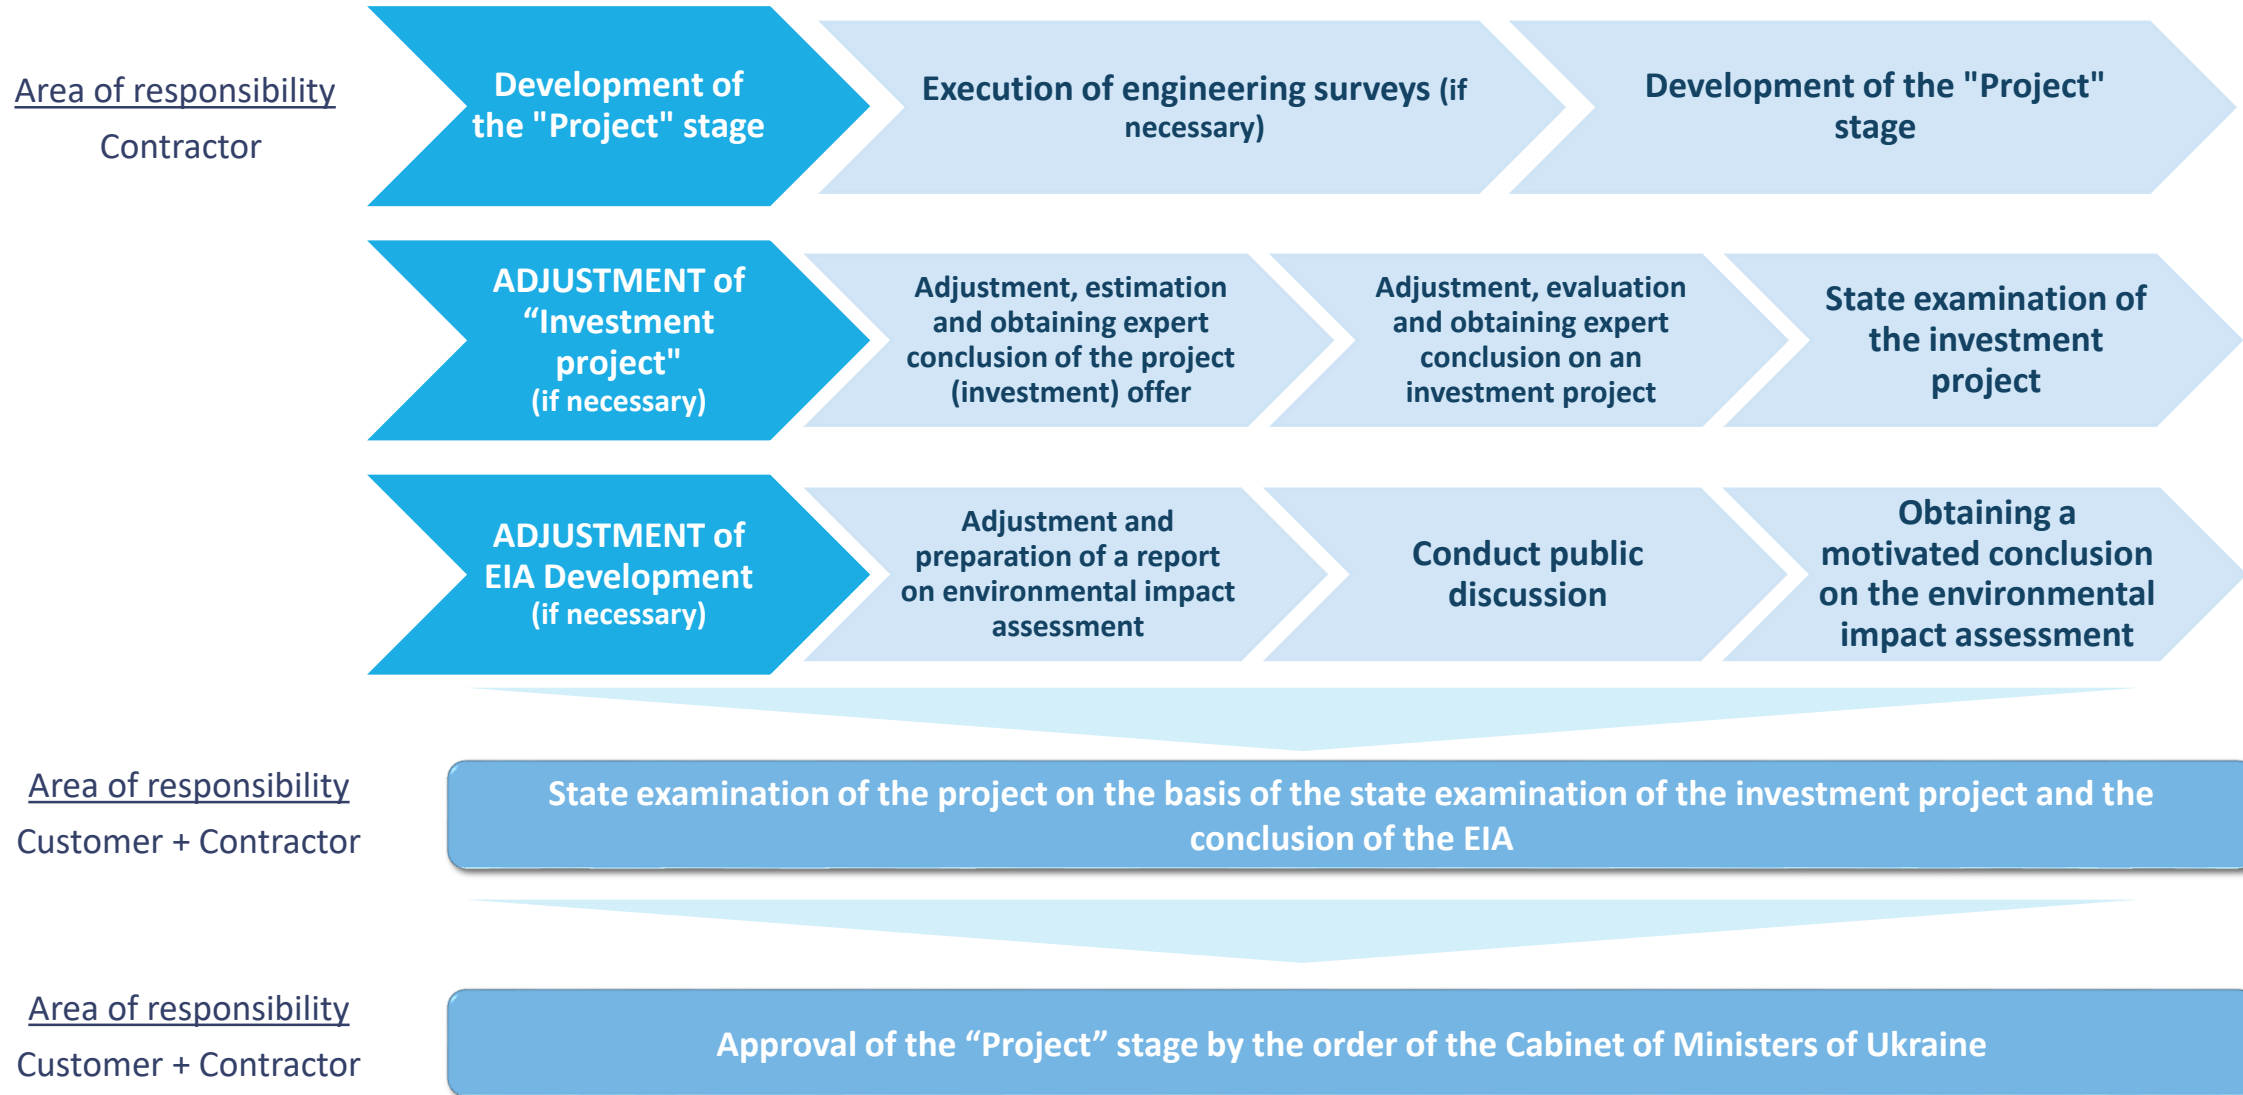 Area of responsibility
Contractor
Development of
the "Project" stage
Execution of engineering surveys (if
necessary)
Development of the "Project"
stage
ADJUSTMENT of
“Investment
project"
(if necessary)
Adjustment, estimation
and obtaining expert
conclusion of the project
(investment) offer
Adjustment, evaluation
and obtaining expert
conclusion on an
investment project
State examination of
the investment
project
ADJUSTMENT of
EIA Development
(if necessary)
Adjustment and
preparation of a report
on environmental impact
assessment
Conduct public
discussion
Obtaining a
motivated conclusion
on the environmental
impact assessment
Area of responsibility
Customer + Contractor
State examination of the project on the basis of the state examination of the investment project and the
conclusion of the EIA
Area of responsibility
Customer + Contractor
Approval of the “Project” stage by the order of the Cabinet of Ministers of Ukraine